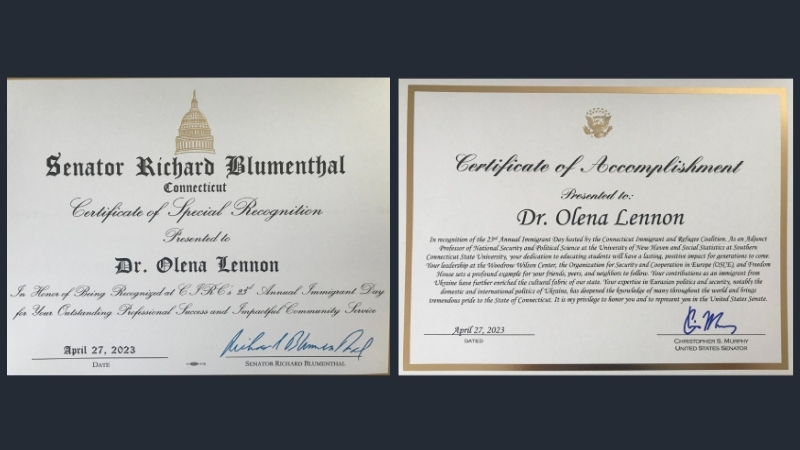 Senator Richard Blumenthal
Connecticut
Certificate of Special Recognition
Presented to
Dr. Olena Lennon
In Honor of Being Recognized at C.I.R.C.'s 23rd Annual Immigrant Day
for Your Outstanding Professional Success and Impactful Community Service
April 27, 2023
DATE
Richard Blumenthal
SENATOR RICHARD BLUMENTHAL
Certificate of Accomplishment
Presented to:
Dr. Olena Lennon
In recognition of the 23rd Annual Immigrant Day hosted by the Connecticut Immigrant and Refugee Coalition. As an Adjunct
Professor of National Security and Political Science at the University of New Haven and Social Statistics at Southern
Connecticut State University, your dedication to educating students will have a lasting, positive impact for generations to come
Your leadership at the Woodrow Wilson Center, the Organization for Security and Cooperation in Europe (OSCE), and Freedom
House sets a profound example for your friends, peers, and neighbors to follow. Your contributions as an immigrant from
Ukraine have further enriched the cultural fabric of our state. Your expertise in Eurasian politics and security, notably the
domestic and international politics of Ukraine, has deepened the knowledge of many throughout the world and brings
tremendous pride to the State of Connecticut. It is my privilege to honor you and to represent you in the United States Senate.
April 27, 2023
DATED
CHRISTOPHER S. MURPHY
UNITED STATES SENATOR